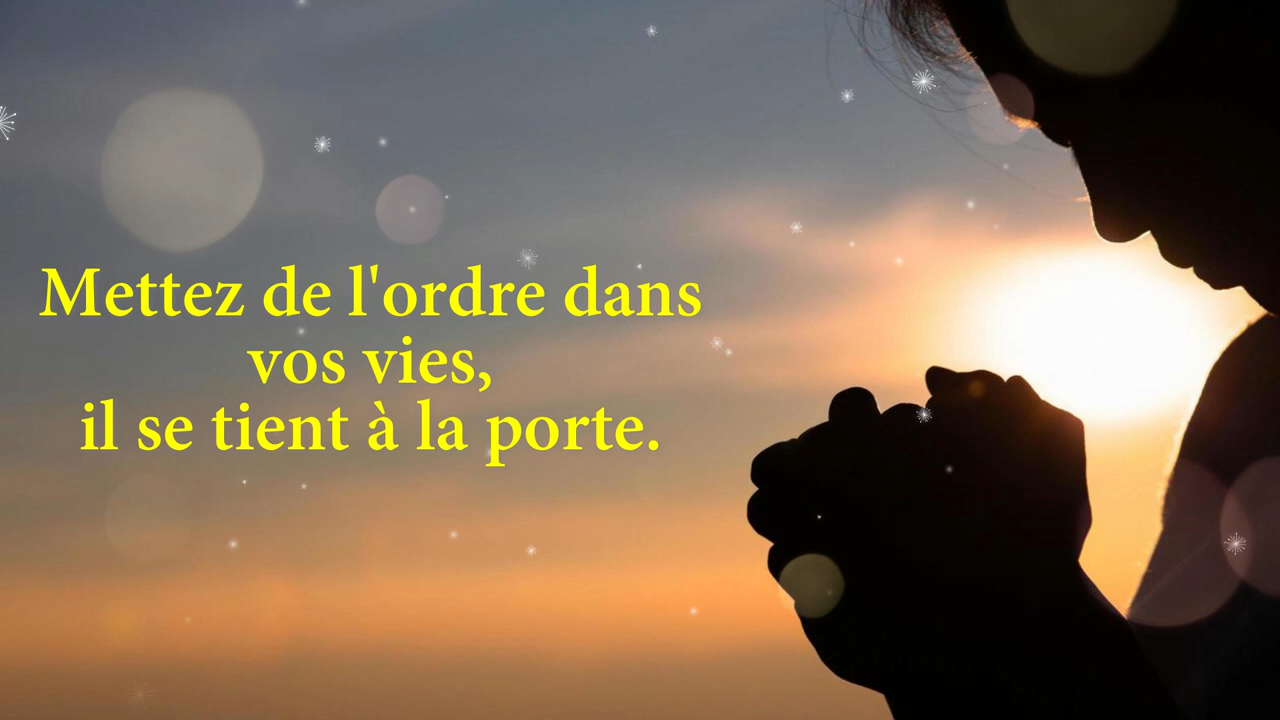 Mettez de l'ordre dans
vos vies,
il se tient à la porte.